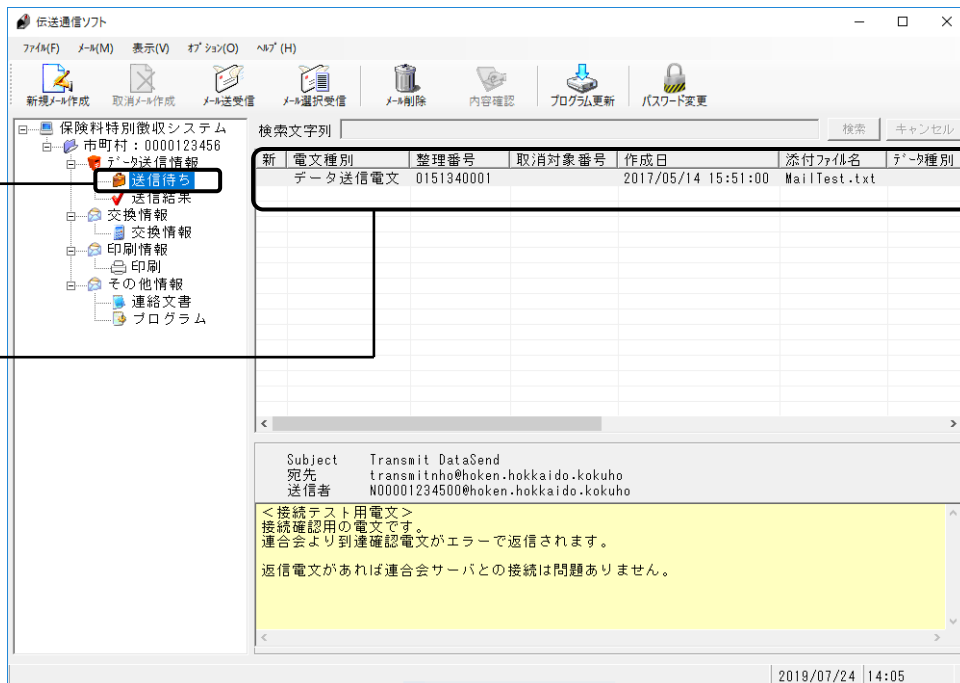 伝送通信ソフト
ﾌｧｲﾙ(F) ﾒｰﾙ(M) 表示(V) ｵﾌﾟｼｮﾝ(O) ﾍﾙﾌﾟ(H)
新規ﾒｰﾙ作成 取消ﾒｰﾙ作成 ﾒｰﾙ送受信 ﾒｰﾙ選択受信 ﾒｰﾙ削除 内容確認 ﾌﾟﾛｸﾞﾗﾑ更新 ﾊﾟｽﾜｰﾄﾞ変更
保険料特別徴収システム
市町村：0000123456
ﾃﾞｰﾀ送信情報
送信待ち
送信結果
交換情報
交換情報
印刷情報
印刷
その他情報
連絡文書
プログラム
検索文字列 検索 キャンセル
新 電文種別 整理番号 取消対象番号 作成日 添付ﾌｧｲﾙ名 ﾃﾞｰﾀ種別
データ送信電文 0151340001 2017/05/14 15:51:00 MailTest.txt
Subject Transmit DataSend
宛先 transmitnho@hoken.hokkaido.kokuho
送信者 N00001234500@hoken.hokkaido.kokuho
＜接続テスト用電文＞
接続確認用の電文です。
連合会より到達確認電文がエラーで返信されます。
返信電文があれば連合会サーバとの接続は問題ありません。
2019/07/24 14:05